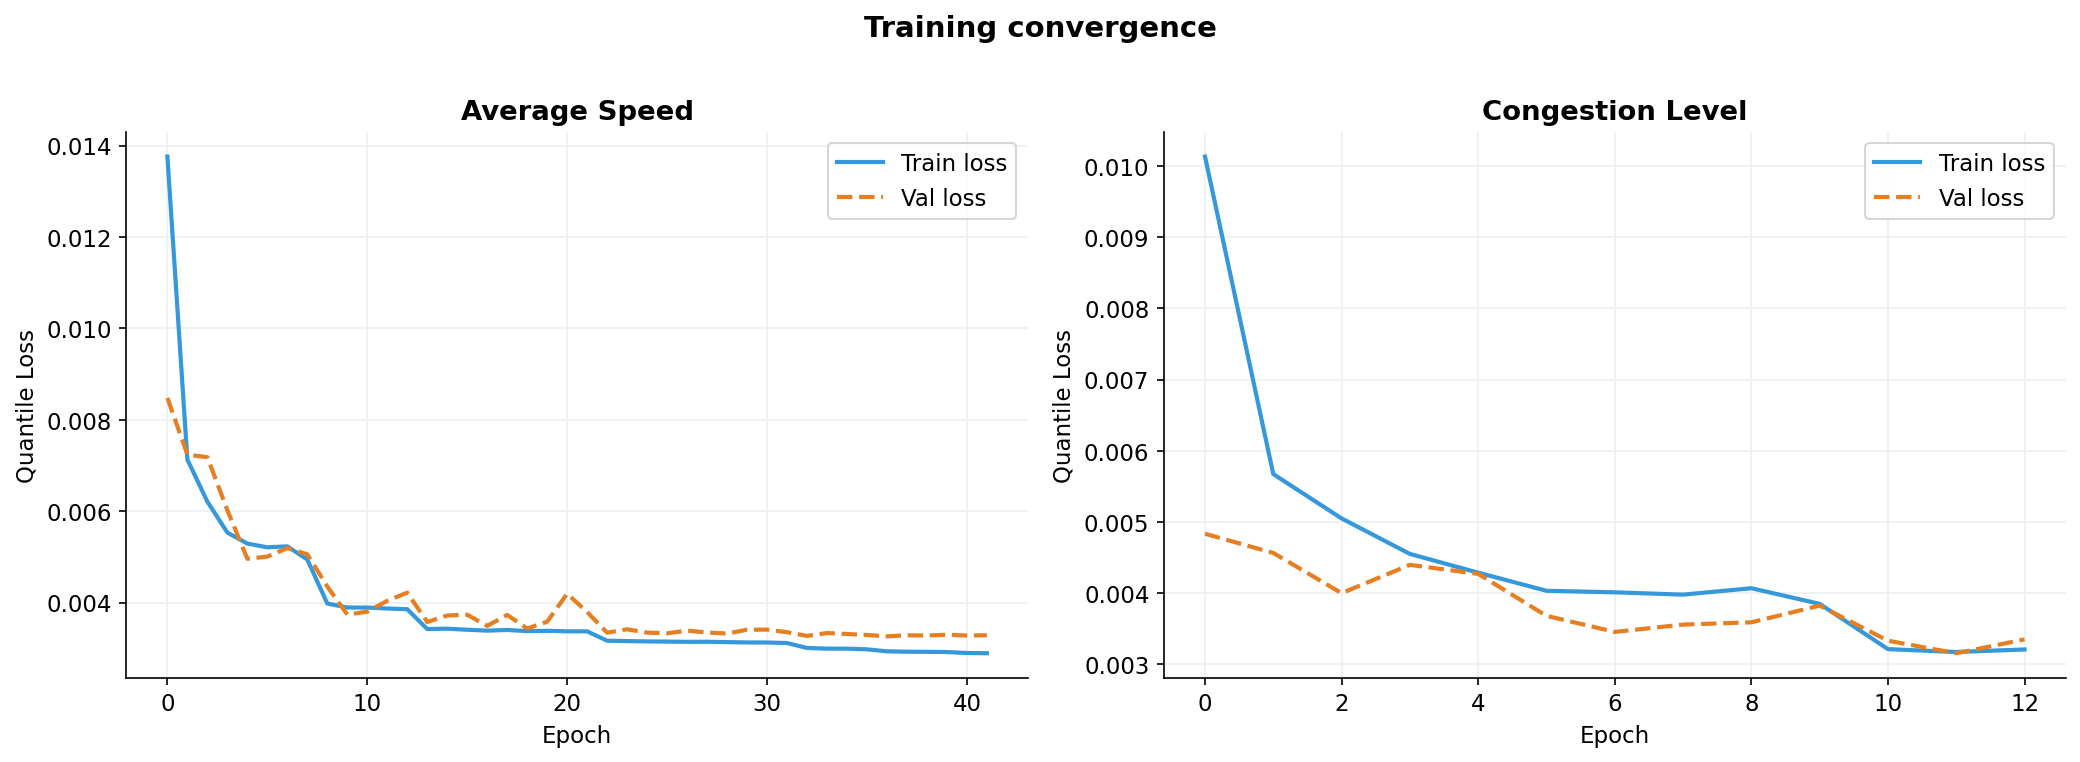 Training convergence
Average Speed
0.014
0.012
0.010
0.008
0.006
0.004
Quantile Loss
Train loss
Val loss
0 10 20 30 40
Epoch
Congestion Level
0.010
0.009
0.008
0.007
0.006
0.005
0.004
0.003
Quantile Loss
Train loss
Val loss
0 2 4 6 8 10 12
Epoch